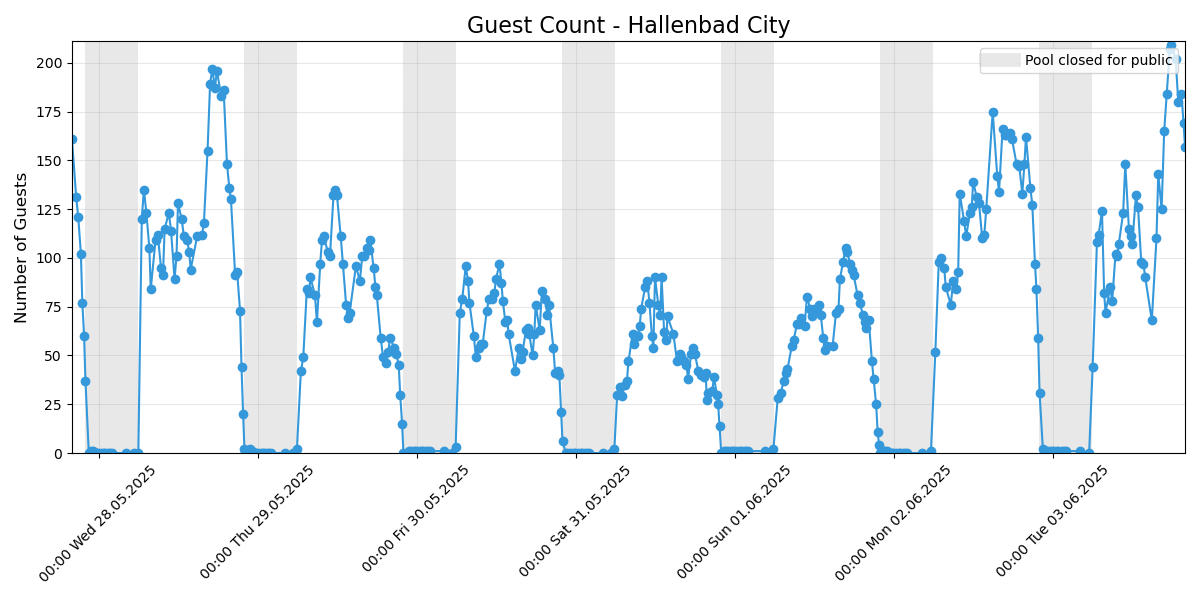 Guest Count - Hallenbad City
Pool closed for public
Number of Guests
200
175
150
125
100
75
50
25
0
00:00 Wed 28.05.2025
00:00 Thu 29.05.2025
00:00 Fri 30.05.2025
00:00 Sat 31.05.2025
00:00 Sun 01.06.2025
00:00 Mon 02.06.2025
00:00 Tue 03.06.2025